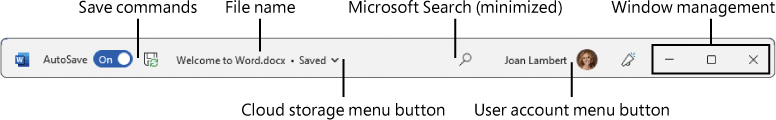 Save commands
File name
Microsoft Search (minimized)
Window management
W
AutoSave On Welcome to Word.docx • Saved Joan Lambert
Cloud storage menu button
User account menu button